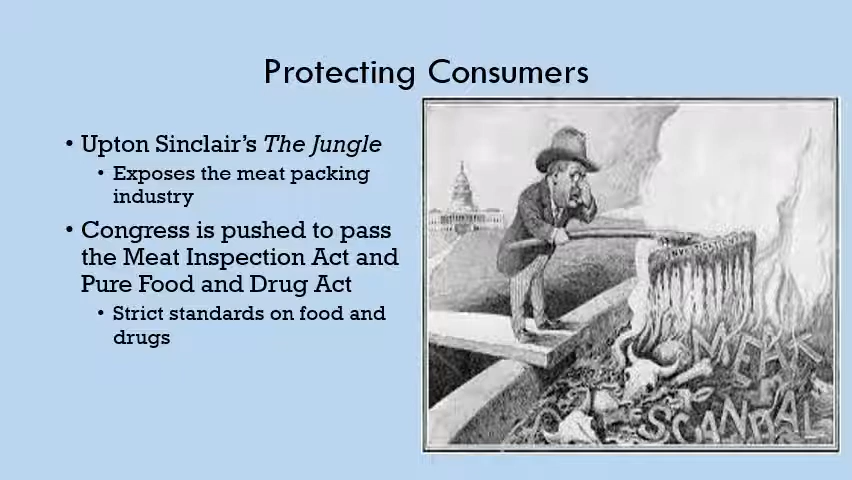 Protecting Consumers
• Upton Sinclair’s The Jungle
• Exposes the meat packing
industry
• Congress is pushed to pass
the Meat Inspection Act and
Pure Food and Drug Act
• Strict standards on food and
drugs
MEAT
SCANDAL